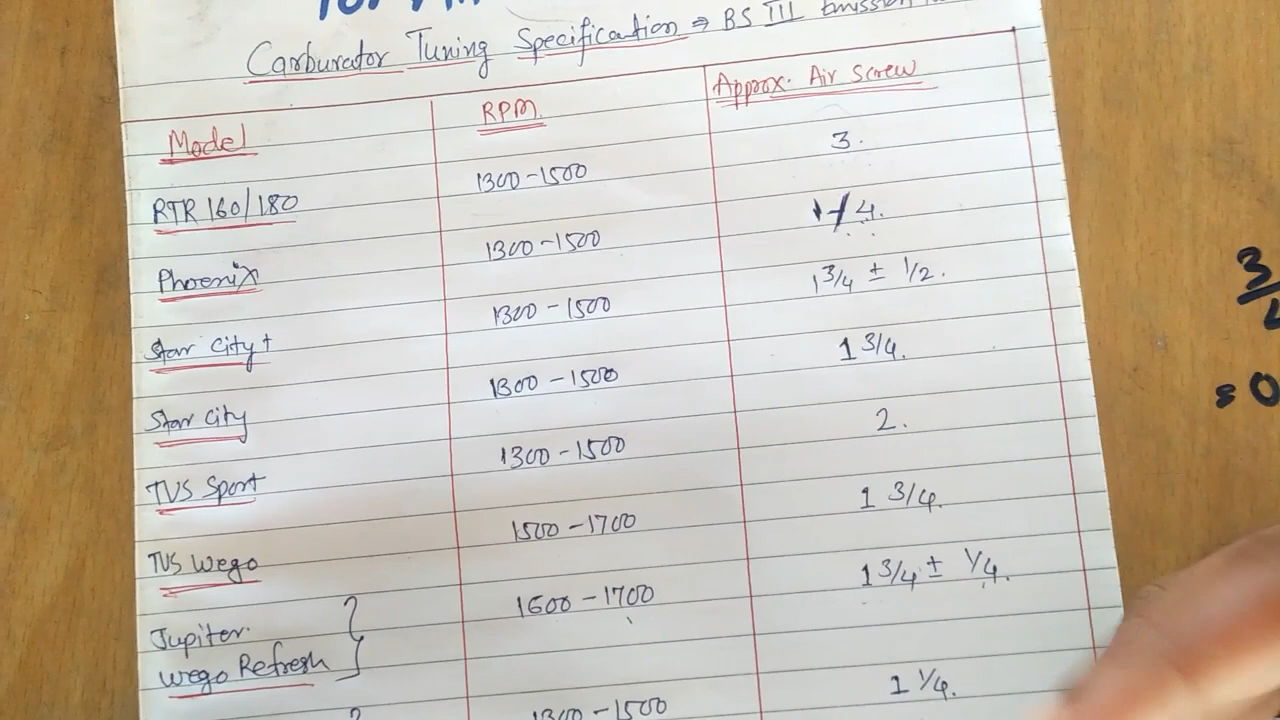 Carburator Tuning Specification ⇒ BS III Emission
Model RPM Approx. Air Screw
RTR 160/180 1300-1500 3.
Phoenix 1300-1500 4.
Star City+ 1300-1500 1 3/4 ± 1/2.
Star City 1300-1500 1 3/4.
TVS Sport 1300-1500 2.
TVS Wego 1500-1700 1 3/4.
Jupiter. 1600-1700 1 3/4 ± 1/4.
Wego Refresh
1300-1500 1 1/4.
3/
= 0